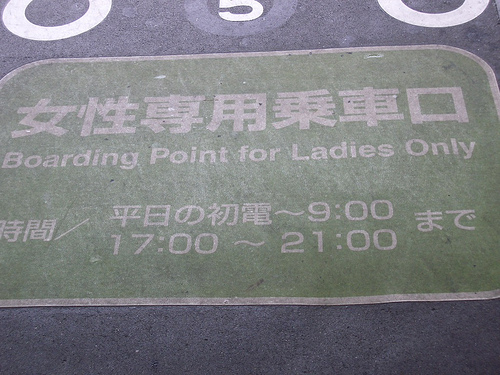 5
女性専用乗車口
Boarding Point for Ladies Only
時間／ 平日の初電～9:00 まで
17:00 ～ 21:00